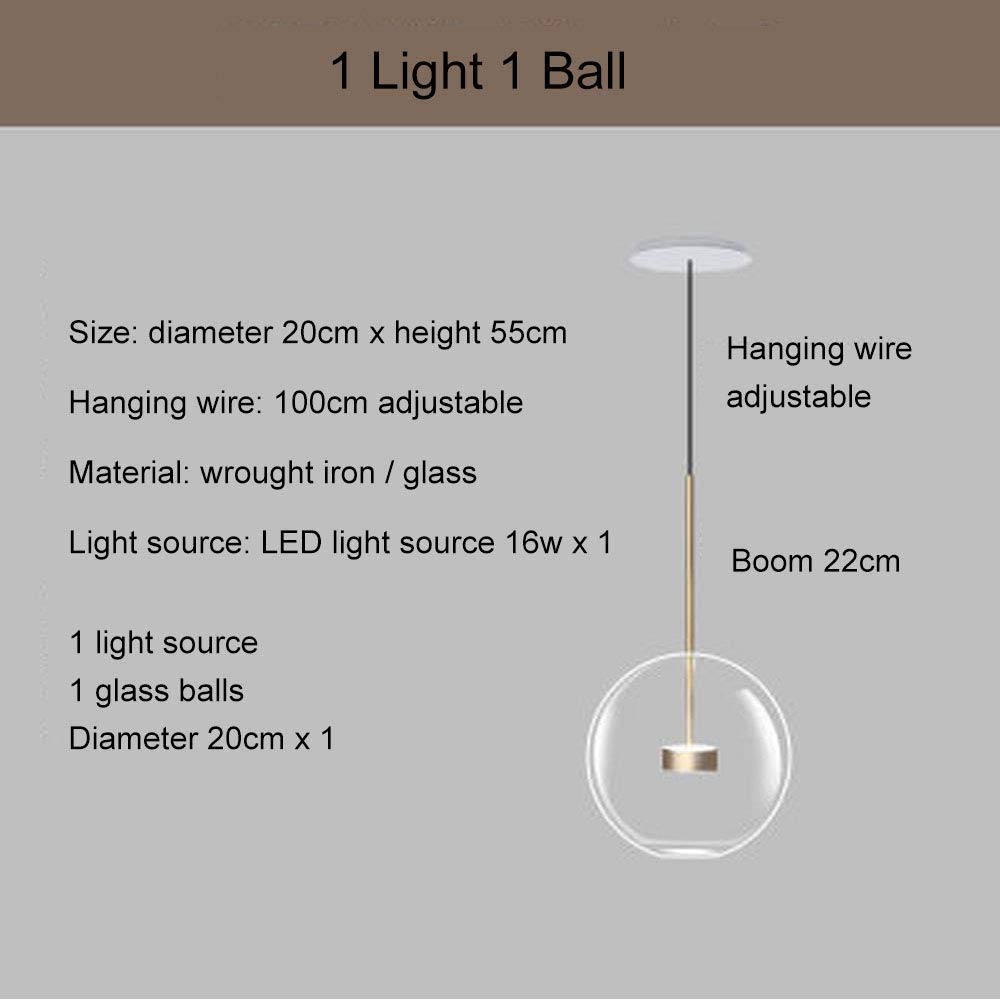 1 Light 1 Ball
Size: diameter 20cm x height 55cm
Hanging wire: 100cm adjustable
Material: wrought iron / glass
Light source: LED light source 16w x 1
1 light source
1 glass balls
Diameter 20cm x 1
Hanging wire
adjustable
Boom 22cm